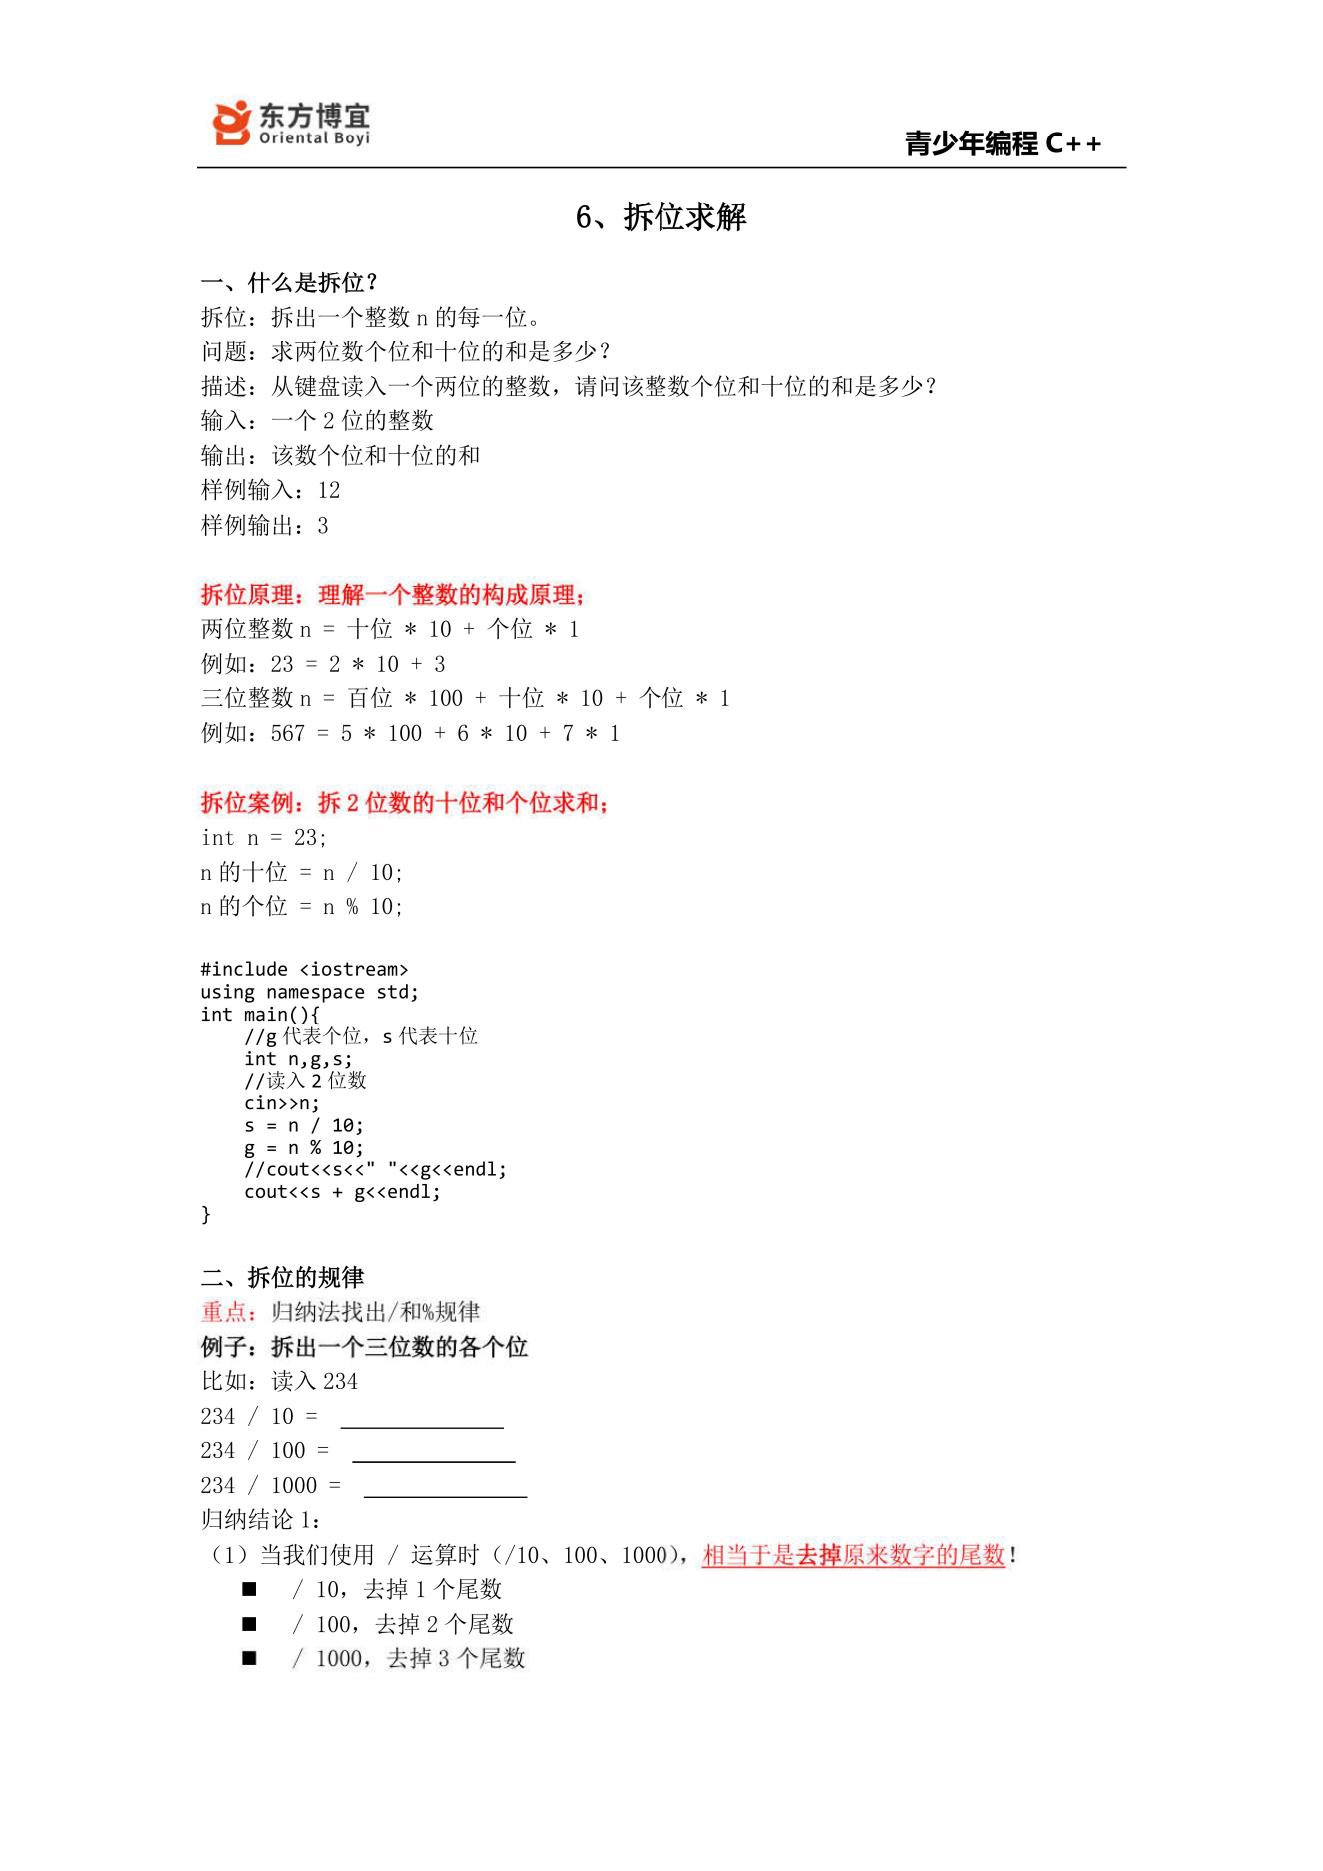 东方博宜
Oriental Boyi
青少年编程 C++
6、拆位求解
一、什么是拆位？
拆位：拆出一个整数 n 的每一位。
问题：求两位数个位和十位的和是多少？
描述：从键盘读入一个两位的整数，请问该整数个位和十位的和是多少？
输入：一个 2 位的整数
输出：该数个位和十位的和
样例输入：12
样例输出：3
拆位原理：理解一个整数的构成原理；
两位整数 n = 十位 * 10 + 个位 * 1
例如：23 = 2 * 10 + 3
三位整数 n = 百位 * 100 + 十位 * 10 + 个位 * 1
例如：567 = 5 * 100 + 6 * 10 + 7 * 1
拆位案例：拆 2 位数的十位和个位求和；
int n = 23;
n 的十位 = n / 10;
n 的个位 = n % 10;
#include <iostream>
using namespace std;
int main(){
    //g 代表个位，s 代表十位
    int n,g,s;
    //读入 2 位数
    cin>>n;
    s = n / 10;
    g = n % 10;
    //cout<<s<<" "<<g<<endl;
    cout<<s + g<<endl;
}
二、拆位的规律
重点：归纳法找出/和%规律
例子：拆出一个三位数的各个位
比如：读入 234
234 / 10 = ______________
234 / 100 = ______________
234 / 1000 = ______________
归纳结论 1：
（1）当我们使用 / 运算时（/10、100、1000），相当于是去掉原来数字的尾数！
■ / 10，去掉 1 个尾数
■ / 100，去掉 2 个尾数
■ / 1000，去掉 3 个尾数